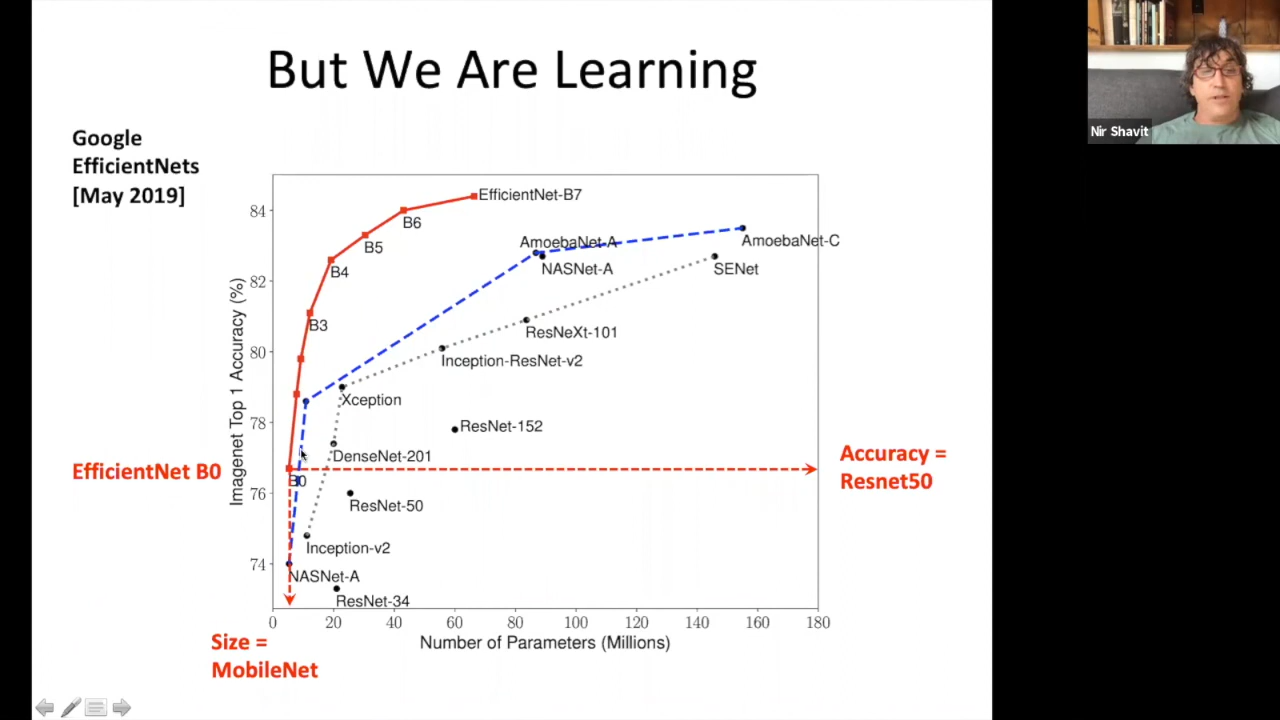 But We Are Learning
Nir Shavit
Google
EfficientNets
[May 2019]
EfficientNet-B7
84
B6
B5
AmoebaNet-A
AmoebaNet-C
B4
NASNet-A
SENet
82
B3
ResNeXt-101
80
Inception-ResNet-v2
Xception
78
ResNet-152
DenseNet-201
Accuracy =
Resnet50
EfficientNet B0
B0
76
ResNet-50
Inception-v2
74
NASNet-A
ResNet-34
Imagenet Top 1 Accuracy (%)
0 20 40 60 80 100 120 140 160 180
Number of Parameters (Millions)
Size =
MobileNet